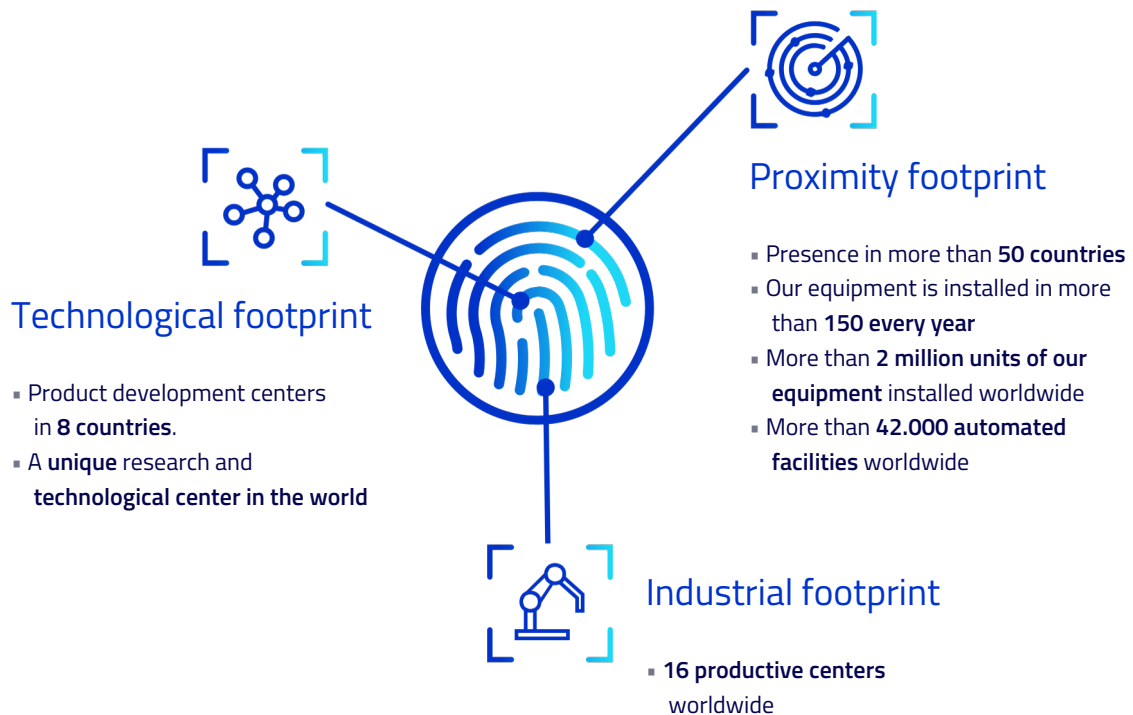 Technological footprint
▪ Product development centers
in 8 countries.
▪ A unique research and
technological center in the world
Proximity footprint
▪ Presence in more than 50 countries
▪ Our equipment is installed in more
than 150 every year
▪ More than 2 million units of our
equipment installed worldwide
▪ More than 42.000 automated
facilities worldwide
Industrial footprint
▪ 16 productive centers
worldwide